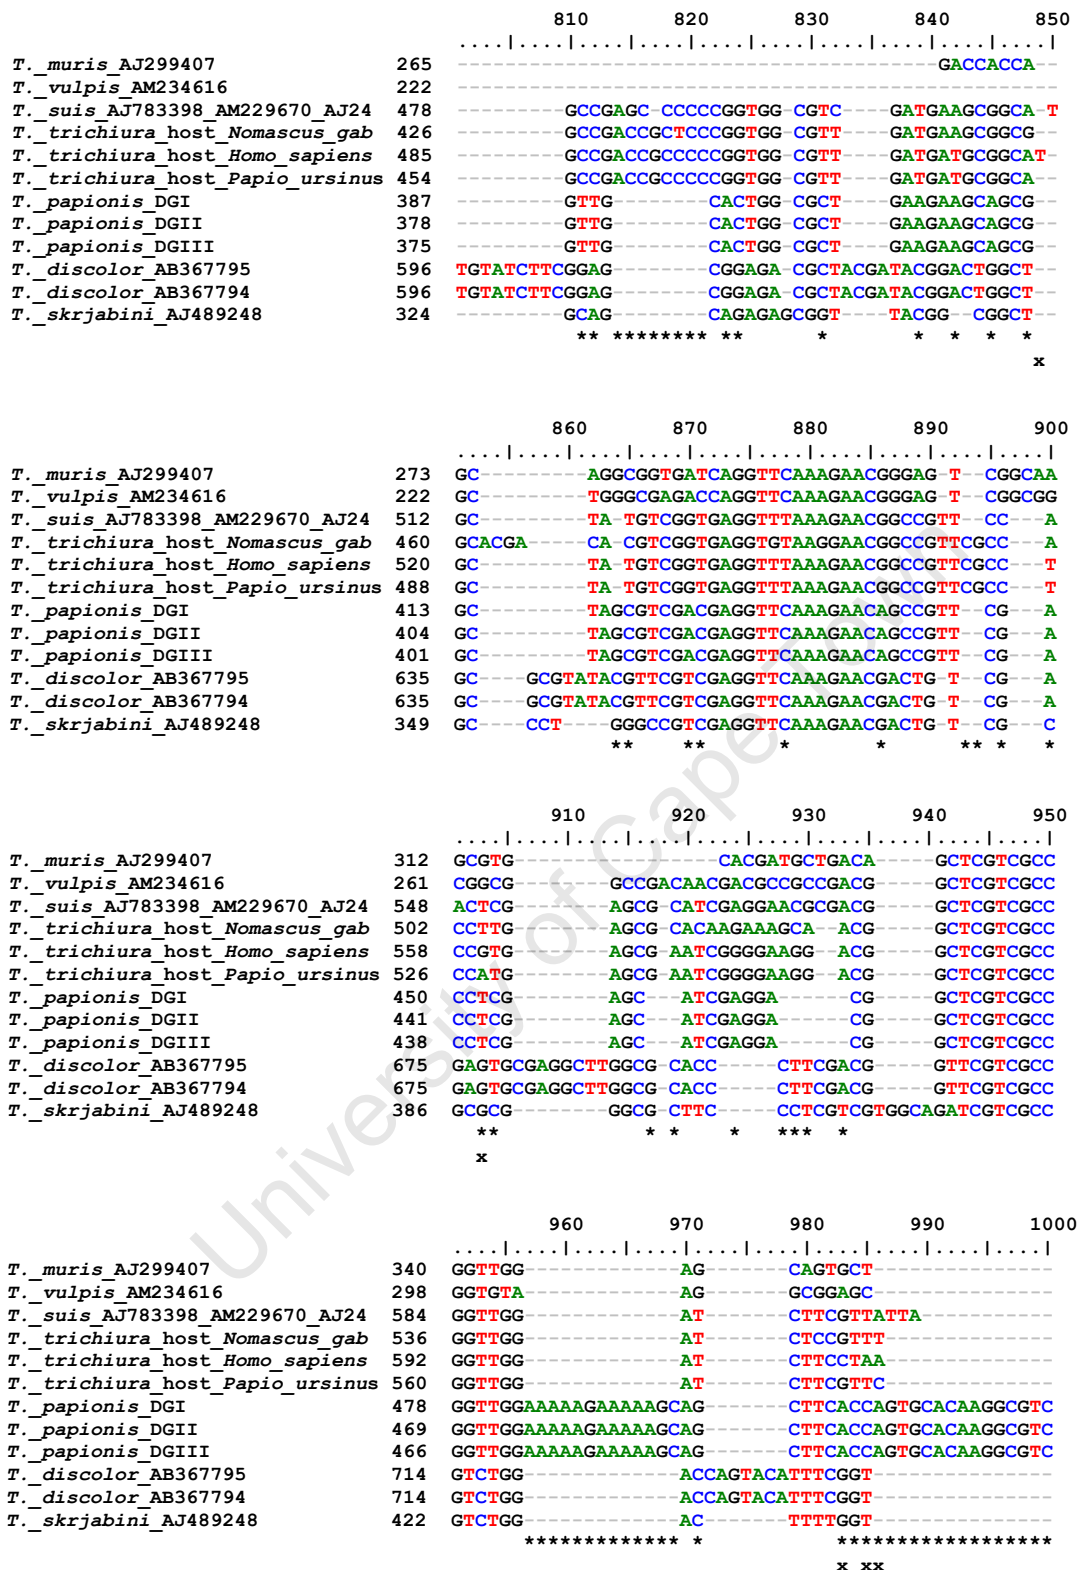 810 820 830 840 850
....|....|....|....|....|....|....|....|....|....|
T._muris_AJ299407 265 ----------------------------------------GACCACCA--
T._vulpis_AM234616 222 --------------------------------------------------
T._suis_AJ783398_AM229670_AJ24 478 ---------GCCGAGC-CCCCCGGTGG-CGTC----GATGAAGCGGCA-T
T._trichiura_host_Nomascus_gab 426 ---------GCCGACCGCTCCCGGTGG-CGTT----GATGAAGCGGCG--
T._trichiura_host_Homo_sapiens 485 ---------GCCGACCGCCCCCGGTGG-CGTT----GATGATGCGGCAT-
T._trichiura_host_Papio_ursinus 454 ---------GCCGACCGCCCCCGGTGG-CGTT----GATGATGCGGCA--
T._papionis_DGI 387 ---------GTTG--------CACTGG-CGCT----GAAGAAGCAGCG--
T._papionis_DGII 378 ---------GTTG--------CACTGG-CGCT----GAAGAAGCAGCG--
T._papionis_DGIII 375 ---------GTTG--------CACTGG-CGCT----GAAGAAGCAGCG--
T._discolor_AB367795 596 TGTATCTTCGGAG--------CGGAGA-CGCTACGATACGGACTGGCT--
T._discolor_AB367794 596 TGTATCTTCGGAG--------CGGAGA-CGCTACGATACGGACTGGCT--
T._skrjabini_AJ489248 324 ---------GCAG--------CAGAGAGCGGT----TACGG--CGGCT--
** ******** ** * * * * *
x
860 870 880 890 900
....|....|....|....|....|....|....|....|....|....|
T._muris_AJ299407 273 GC---------AGGCGGTGATCAGGTTCAAAGAACGGGAG-T--CGGCAA
T._vulpis_AM234616 222 GC---------TGGGCGAGACCAGGTTCAAAGAACGGGAG-T--CGGCGG
T._suis_AJ783398_AM229670_AJ24 512 GC---------TA-TGTCGGTGAGGTTTAAAGAACGGCCGTT--CC---A
T._trichiura_host_Nomascus_gab 460 GCACGA-----CA-CGTCGGTGAGGTGTAAGGAACGGCCGTTCGCC---A
T._trichiura_host_Homo_sapiens 520 GC---------TA-TGTCGGTGAGGTTTAAAGAACGGCCGTTCGCC---T
T._trichiura_host_Papio_ursinus 488 GC---------TA-TGTCGGTGAGGTTTAAAGAACGGCCGTTCGCC---T
T._papionis_DGI 413 GC---------TAGCGTCGACGAGGTTCAAAGAACAGCCGTT--CG---A
T._papionis_DGII 404 GC---------TAGCGTCGACGAGGTTCAAAGAACAGCCGTT--CG---A
T._papionis_DGIII 401 GC---------TAGCGTCGACGAGGTTCAAAGAACAGCCGTT--CG---A
T._discolor_AB367795 635 GC----GCGTATACGTTCGTCGAGGTTCAAAGAACGACTG-T--CG---A
T._discolor_AB367794 635 GC----GCGTATACGTTCGTCGAGGTTCAAAGAACGACTG-T--CG---A
T._skrjabini_AJ489248 349 GC----CCT----GGGCCGTCGAGGTTCAAAGAACGACTG-T--CG---C
** ** * * ** * *
910 920 930 940 950
....|....|....|....|....|....|....|....|....|....|
T._muris_AJ299407 312 GCGTG-----------------CACGATGCTGACA-----GCTCGTCGCC
T._vulpis_AM234616 261 CGGCG--------GCCGACAACGACGCCGCCGACG-----GCTCGTCGCC
T._suis_AJ783398_AM229670_AJ24 548 ACTCG--------AGCG-CATCGAGGAACGCGACG-----GCTCGTCGCC
T._trichiura_host_Nomascus_gab 502 CCTTG--------AGCG-CACAAGAAAGCA--ACG-----GCTCGTCGCC
T._trichiura_host_Homo_sapiens 558 CCGTG--------AGCG-AATCGGGGAAGG--ACG-----GCTCGTCGCC
T._trichiura_host_Papio_ursinus 526 CCATG--------AGCG-AATCGGGGAAGG--ACG-----GCTCGTCGCC
T._papionis_DGI 450 CCTCG--------AGC---ATCGAGGA------CG-----GCTCGTCGCC
T._papionis_DGII 441 CCTCG--------AGC---ATCGAGGA------CG-----GCTCGTCGCC
T._papionis_DGIII 438 CCTCG--------AGC---ATCGAGGA------CG-----GCTCGTCGCC
T._discolor_AB367795 675 GAGTGCGAGGCTTGGCG-CACC-----CTTCGACG-----GTTCGTCGCC
T._discolor_AB367794 675 GAGTGCGAGGCTTGGCG-CACC-----CTTCGACG-----GTTCGTCGCC
T._skrjabini_AJ489248 386 GCGCG--------GGCG-CTTC-----CCTCGTCGTGGCAGATCGTCGCC
** * * * *** *
x
960 970 980 990 1000
....|....|....|....|....|....|....|....|....|....|
T._muris_AJ299407 340 GGTTGG-------------AG-------CAGTGCT---------------
T._vulpis_AM234616 298 GGTGTA-------------AG-------GCGGAGC---------------
T._suis_AJ783398_AM229670_AJ24 584 GGTTGG-------------AT-------CTTCGTTATTA-----------
T._trichiura_host_Nomascus_gab 536 GGTTGG-------------AT-------CTCCGTTT--------------
T._trichiura_host_Homo_sapiens 592 GGTTGG-------------AT-------CTTCCTAA--------------
T._trichiura_host_Papio_ursinus 560 GGTTGG-------------AT-------CTTCGTTC--------------
T._papionis_DGI 478 GGTTGGAAAAAGAAAAAGCAG-------CTTCACCAGTGCACAAGGCGTC
T._papionis_DGII 469 GGTTGGAAAAAGAAAAAGCAG-------CTTCACCAGTGCACAAGGCGTC
T._papionis_DGIII 466 GGTTGGAAAAAGAAAAAGCAG-------CTTCACCAGTGCACAAGGCGTC
T._discolor_AB367795 714 GTCTGG-------------ACCAGTACATTTCGGT---------------
T._discolor_AB367794 714 GTCTGG-------------ACCAGTACATTTCGGT---------------
T._skrjabini_AJ489248 422 GTCTGG-------------AC-------TTTTGGT---------------
************* * ******************
x xx
University of Cape Town